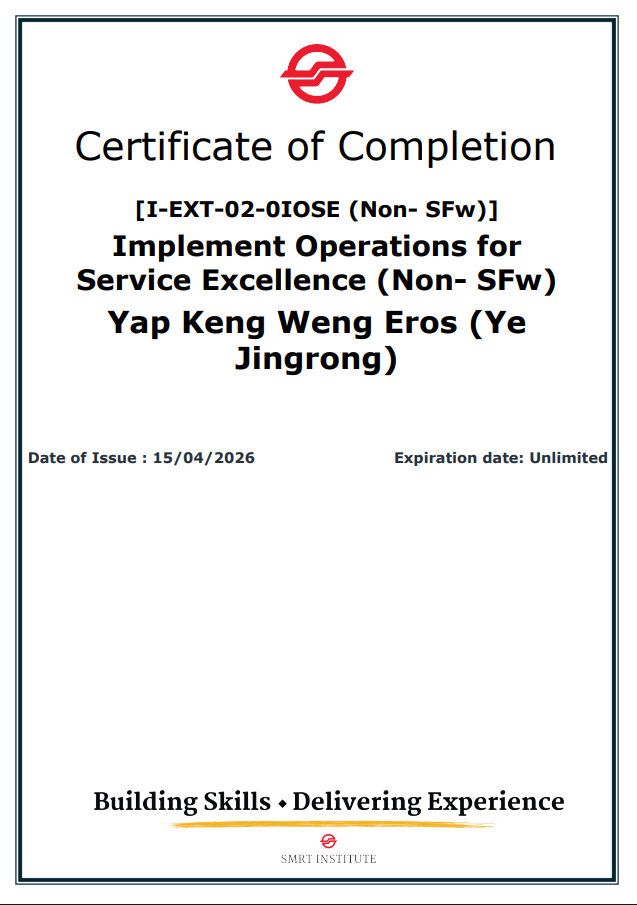 Certificate of Completion
[I-EXT-02-0IOSE (Non- SFw)]
Implement Operations for
Service Excellence (Non- SFw)
Yap Keng Weng Eros (Ye
Jingrong)
Date of Issue : 15/04/2026 Expiration date: Unlimited
Building Skills ⬥ Delivering Experience
SMRT INSTITUTE